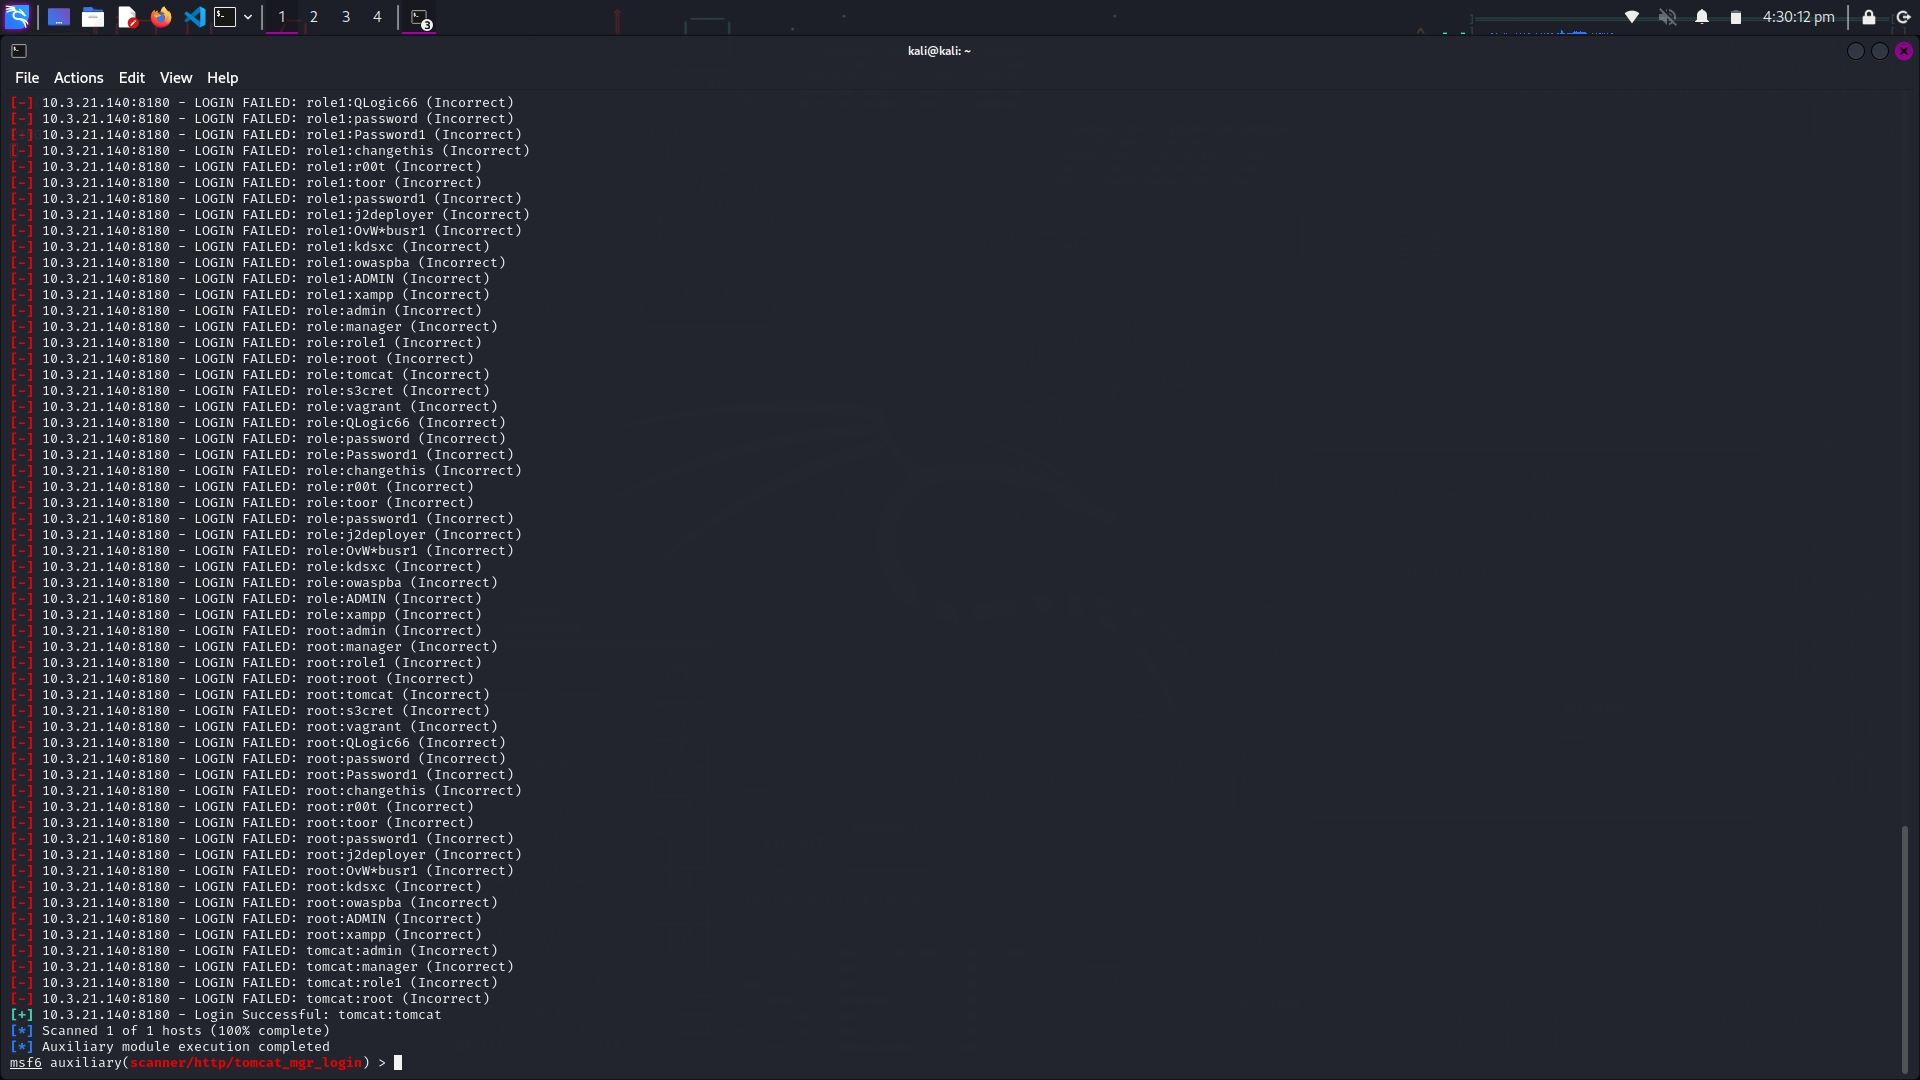 1 2 3 4 3 4:30:12 pm
kali@kali: ~
File Actions Edit View Help
[-] 10.3.21.140:8180 - LOGIN FAILED: role1:QLogic66 (Incorrect)
[-] 10.3.21.140:8180 - LOGIN FAILED: role1:password (Incorrect)
[-] 10.3.21.140:8180 - LOGIN FAILED: role1:Password1 (Incorrect)
[-] 10.3.21.140:8180 - LOGIN FAILED: role1:changethis (Incorrect)
[-] 10.3.21.140:8180 - LOGIN FAILED: role1:r00t (Incorrect)
[-] 10.3.21.140:8180 - LOGIN FAILED: role1:toor (Incorrect)
[-] 10.3.21.140:8180 - LOGIN FAILED: role1:password1 (Incorrect)
[-] 10.3.21.140:8180 - LOGIN FAILED: role1:j2deployer (Incorrect)
[-] 10.3.21.140:8180 - LOGIN FAILED: role1:OvW*busr1 (Incorrect)
[-] 10.3.21.140:8180 - LOGIN FAILED: role1:kdsxc (Incorrect)
[-] 10.3.21.140:8180 - LOGIN FAILED: role1:owaspba (Incorrect)
[-] 10.3.21.140:8180 - LOGIN FAILED: role1:ADMIN (Incorrect)
[-] 10.3.21.140:8180 - LOGIN FAILED: role1:xampp (Incorrect)
[-] 10.3.21.140:8180 - LOGIN FAILED: role:admin (Incorrect)
[-] 10.3.21.140:8180 - LOGIN FAILED: role:manager (Incorrect)
[-] 10.3.21.140:8180 - LOGIN FAILED: role:role1 (Incorrect)
[-] 10.3.21.140:8180 - LOGIN FAILED: role:root (Incorrect)
[-] 10.3.21.140:8180 - LOGIN FAILED: role:tomcat (Incorrect)
[-] 10.3.21.140:8180 - LOGIN FAILED: role:s3cret (Incorrect)
[-] 10.3.21.140:8180 - LOGIN FAILED: role:vagrant (Incorrect)
[-] 10.3.21.140:8180 - LOGIN FAILED: role:QLogic66 (Incorrect)
[-] 10.3.21.140:8180 - LOGIN FAILED: role:password (Incorrect)
[-] 10.3.21.140:8180 - LOGIN FAILED: role:Password1 (Incorrect)
[-] 10.3.21.140:8180 - LOGIN FAILED: role:changethis (Incorrect)
[-] 10.3.21.140:8180 - LOGIN FAILED: role:r00t (Incorrect)
[-] 10.3.21.140:8180 - LOGIN FAILED: role:toor (Incorrect)
[-] 10.3.21.140:8180 - LOGIN FAILED: role:password1 (Incorrect)
[-] 10.3.21.140:8180 - LOGIN FAILED: role:j2deployer (Incorrect)
[-] 10.3.21.140:8180 - LOGIN FAILED: role:OvW*busr1 (Incorrect)
[-] 10.3.21.140:8180 - LOGIN FAILED: role:kdsxc (Incorrect)
[-] 10.3.21.140:8180 - LOGIN FAILED: role:owaspba (Incorrect)
[-] 10.3.21.140:8180 - LOGIN FAILED: role:ADMIN (Incorrect)
[-] 10.3.21.140:8180 - LOGIN FAILED: role:xampp (Incorrect)
[-] 10.3.21.140:8180 - LOGIN FAILED: root:admin (Incorrect)
[-] 10.3.21.140:8180 - LOGIN FAILED: root:manager (Incorrect)
[-] 10.3.21.140:8180 - LOGIN FAILED: root:role1 (Incorrect)
[-] 10.3.21.140:8180 - LOGIN FAILED: root:root (Incorrect)
[-] 10.3.21.140:8180 - LOGIN FAILED: root:tomcat (Incorrect)
[-] 10.3.21.140:8180 - LOGIN FAILED: root:s3cret (Incorrect)
[-] 10.3.21.140:8180 - LOGIN FAILED: root:vagrant (Incorrect)
[-] 10.3.21.140:8180 - LOGIN FAILED: root:QLogic66 (Incorrect)
[-] 10.3.21.140:8180 - LOGIN FAILED: root:password (Incorrect)
[-] 10.3.21.140:8180 - LOGIN FAILED: root:Password1 (Incorrect)
[-] 10.3.21.140:8180 - LOGIN FAILED: root:changethis (Incorrect)
[-] 10.3.21.140:8180 - LOGIN FAILED: root:r00t (Incorrect)
[-] 10.3.21.140:8180 - LOGIN FAILED: root:toor (Incorrect)
[-] 10.3.21.140:8180 - LOGIN FAILED: root:password1 (Incorrect)
[-] 10.3.21.140:8180 - LOGIN FAILED: root:j2deployer (Incorrect)
[-] 10.3.21.140:8180 - LOGIN FAILED: root:OvW*busr1 (Incorrect)
[-] 10.3.21.140:8180 - LOGIN FAILED: root:kdsxc (Incorrect)
[-] 10.3.21.140:8180 - LOGIN FAILED: root:owaspba (Incorrect)
[-] 10.3.21.140:8180 - LOGIN FAILED: root:ADMIN (Incorrect)
[-] 10.3.21.140:8180 - LOGIN FAILED: root:xampp (Incorrect)
[-] 10.3.21.140:8180 - LOGIN FAILED: tomcat:admin (Incorrect)
[-] 10.3.21.140:8180 - LOGIN FAILED: tomcat:manager (Incorrect)
[-] 10.3.21.140:8180 - LOGIN FAILED: tomcat:role1 (Incorrect)
[-] 10.3.21.140:8180 - LOGIN FAILED: tomcat:root (Incorrect)
[+] 10.3.21.140:8180 - Login Successful: tomcat:tomcat
[*] Scanned 1 of 1 hosts (100% complete)
[*] Auxiliary module execution completed
msf6 auxiliary(scanner/http/tomcat_mgr_login) >